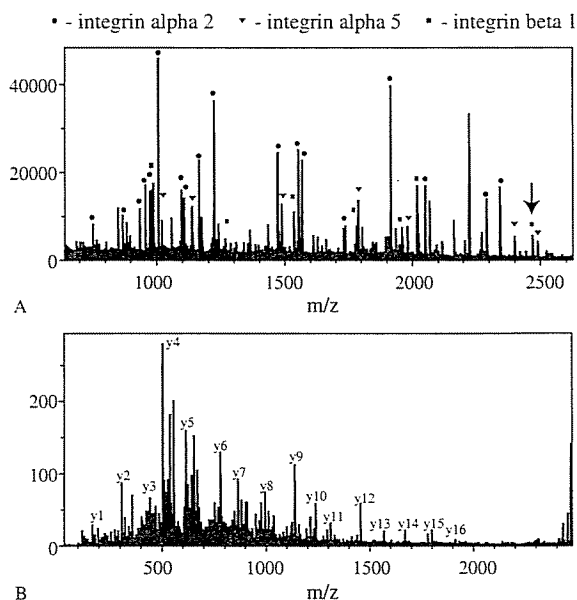 • - integrin alpha 2 ▾ - integrin alpha 5 ▪ - integrin beta 1
40000
20000
0
1000 1500 2000 2500
A m/z
y4
200
y5
y6
y9
100
y2
y7
y3
y8
y10
y12
y1
y11
y13 y14 y15 y16
0
500 1000 1500 2000
B m/z